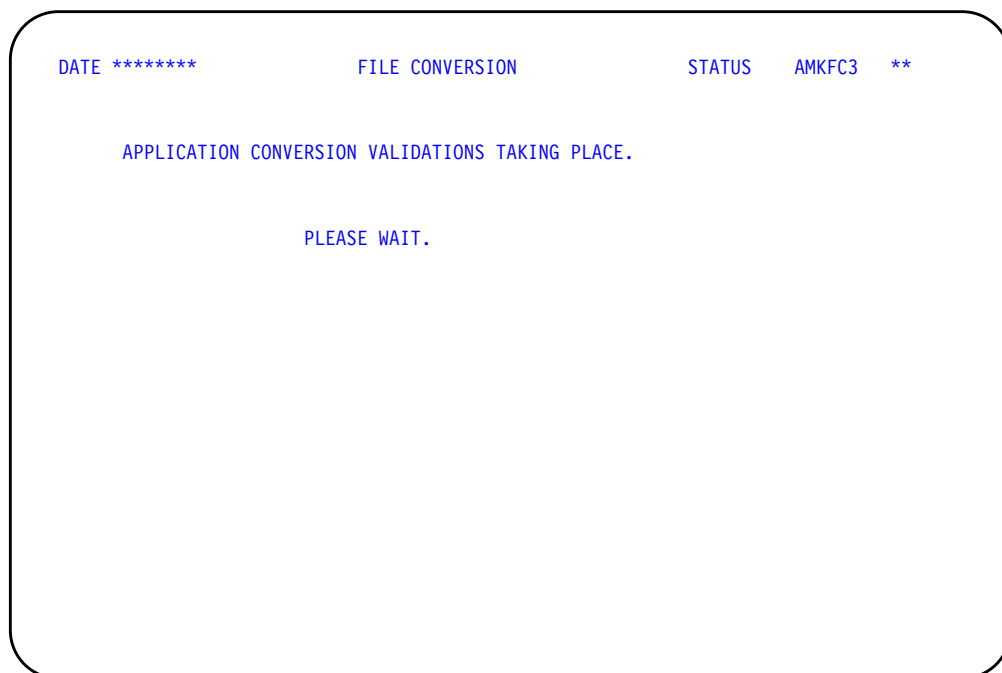 DATE ******** FILE CONVERSION STATUS AMKFC3 **
APPLICATION CONVERSION VALIDATIONS TAKING PLACE.
PLEASE WAIT.